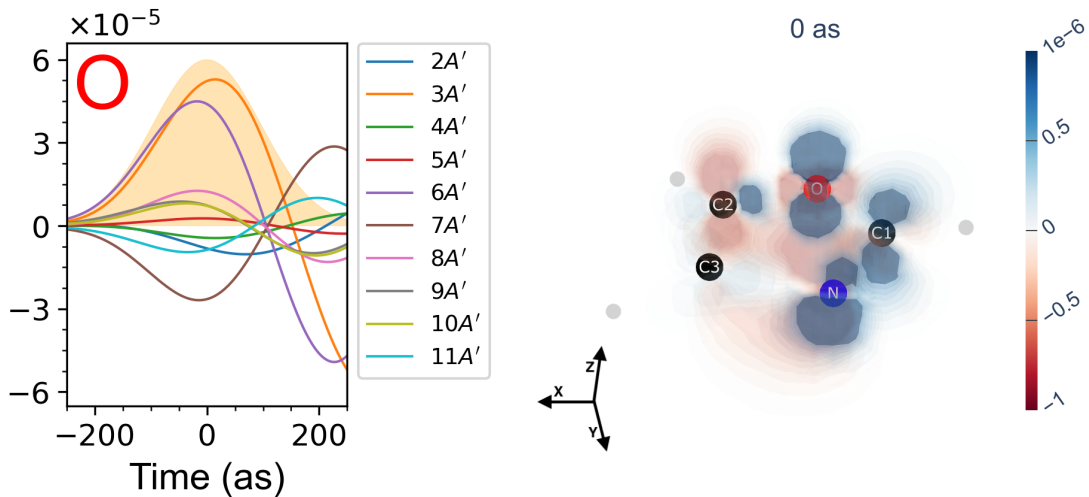 ×10⁻⁵
6
3
0
−3
−6
O
−200
0
200
Time (as)
2A′
3A′
4A′
5A′
6A′
7A′
8A′
9A′
10A′
11A′
0 as
C2
O
C1
C3
N
Z
X
Y
1e−6
0.5
0
−0.5
−1